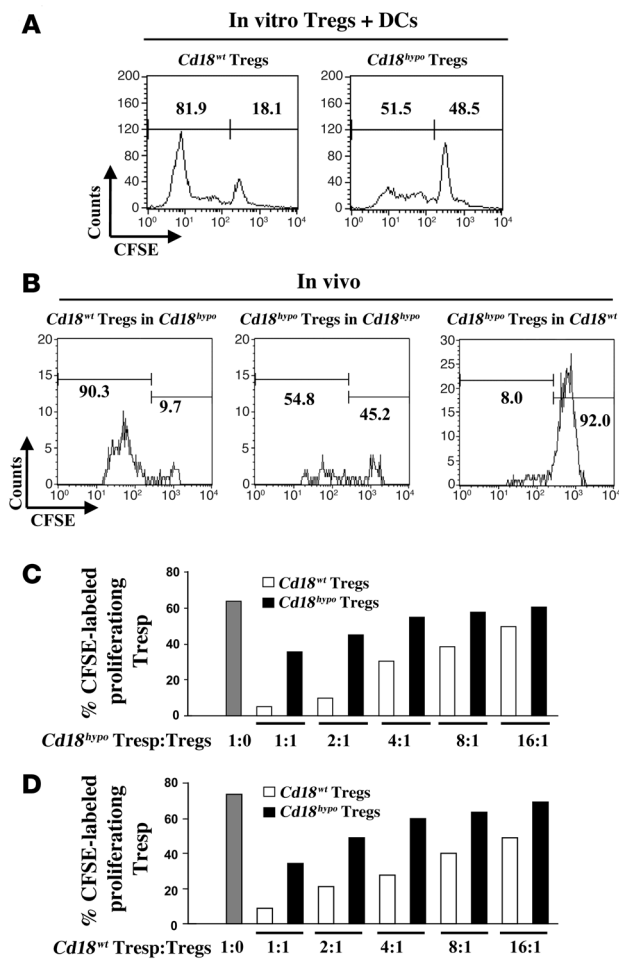 A
In vitro Tregs + DCs
Cd18wt Tregs
Cd18hypo Tregs
200
160
120
80
40
0
81.9
18.1
10⁰ 10¹ 10² 10³ 10⁴
200
160
120
80
40
0
51.5
48.5
10⁰ 10¹ 10² 10³ 10⁴
Counts
CFSE
B
In vivo
Cd18wt Tregs in Cd18hypo
Cd18hypo Tregs in Cd18hypo
Cd18hypo Tregs in Cd18wt
20
15
10
5
0
90.3
9.7
10⁰ 10¹ 10² 10³ 10⁴
20
15
10
5
0
54.8
45.2
10⁰ 10¹ 10² 10³ 10⁴
30
25
20
15
10
5
0
8.0
92.0
10⁰ 10¹ 10² 10³ 10⁴
Counts
CFSE
C
% CFSE-labeled
proliferationg
Tresp
80
60
40
20
0
Cd18wt Tregs
Cd18hypo Tregs
Cd18hypo Tresp:Tregs 1:0 1:1 2:1 4:1 8:1 16:1
D
% CFSE-labeled
proliferationg
Tresp
80
60
40
20
0
Cd18wt Tregs
Cd18hypo Tregs
Cd18wt Tresp:Tregs 1:0 1:1 2:1 4:1 8:1 16:1